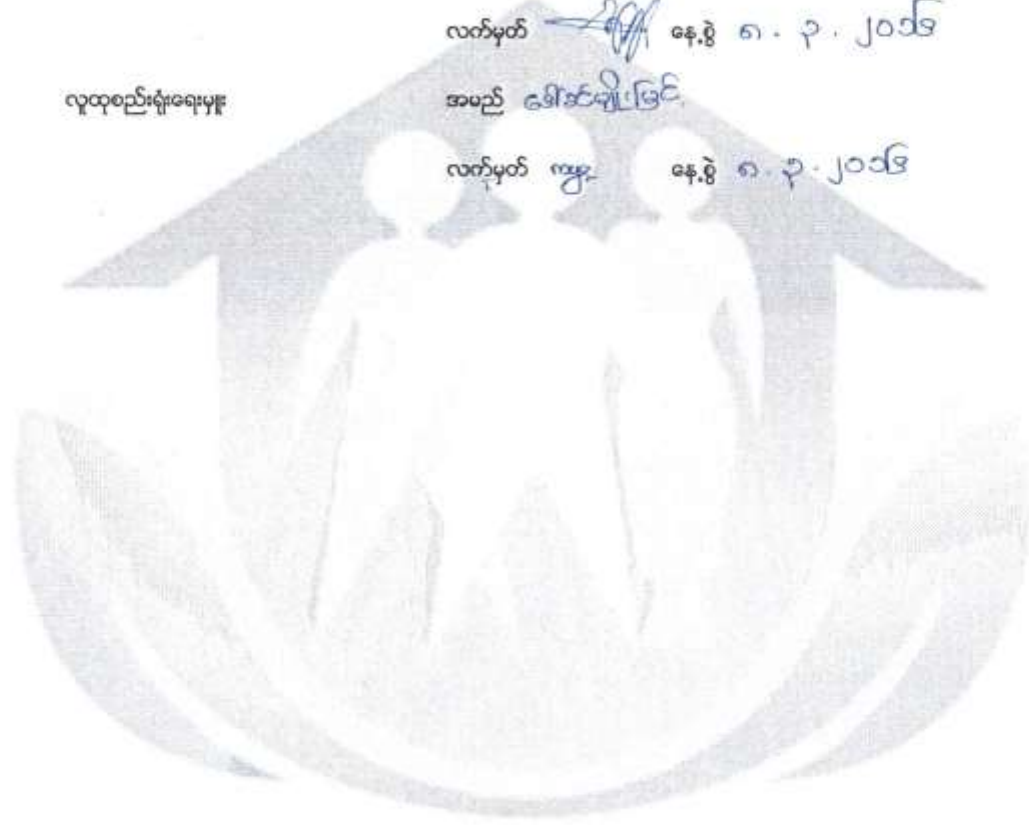 လက်မှတ် နေ့စွဲ ၈ . ၃ . ၂၀၁၆
လူထုစည်းရုံးရေးမှူး အမည် ဒေါ်ခင်မျိုးမြင့်
လက်မှတ် နေ့စွဲ ၈ . ၃ . ၂၀၁၆